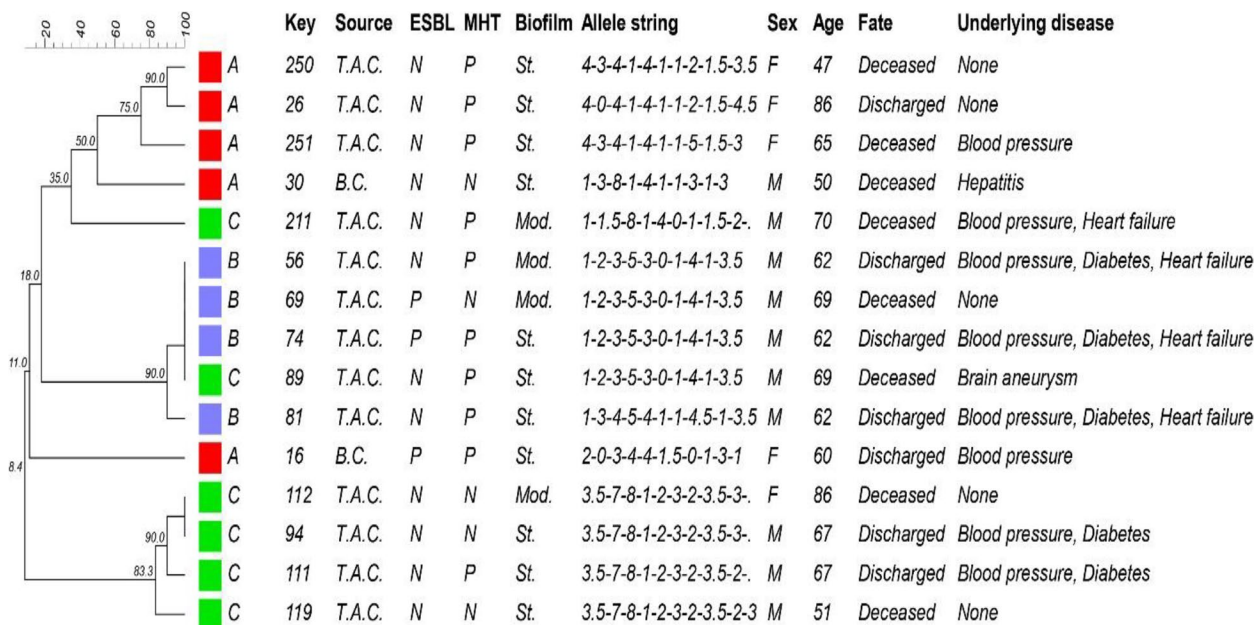 20 40 60 80 100
Key Source ESBL MHT Biofilm Allele string Sex Age Fate Underlying disease
90.0 A 250 T.A.C. N P St. 4-3-4-1-4-1-1-2-1.5-3.5 F 47 Deceased None
75.0 A 26 T.A.C. N P St. 4-0-4-1-4-1-1-2-1.5-4.5 F 86 Discharged None
50.0 A 251 T.A.C. N P St. 4-3-4-1-4-1-1-5-1.5-3 F 65 Deceased Blood pressure
35.0 A 30 B.C. N N St. 1-3-8-1-4-1-1-3-1-3 M 50 Deceased Hepatitis
C 211 T.A.C. N P Mod. 1-1.5-8-1-4-0-1-1.5-2-. M 70 Deceased Blood pressure, Heart failure
18.0 B 56 T.A.C. N P Mod. 1-2-3-5-3-0-1-4-1-3.5 M 62 Discharged Blood pressure, Diabetes, Heart failure
B 69 T.A.C. P N Mod. 1-2-3-5-3-0-1-4-1-3.5 M 69 Deceased None
B 74 T.A.C. P P St. 1-2-3-5-3-0-1-4-1-3.5 M 62 Discharged Blood pressure, Diabetes, Heart failure
11.0 90.0 C 89 T.A.C. N P St. 1-2-3-5-3-0-1-4-1-3.5 M 69 Deceased Brain aneurysm
B 81 T.A.C. N P St. 1-3-4-5-4-1-1-4.5-1-3.5 M 62 Discharged Blood pressure, Diabetes, Heart failure
8.4 A 16 B.C. P P St. 2-0-3-4-4-1.5-0-1-3-1 F 60 Discharged Blood pressure
C 112 T.A.C. N N Mod. 3.5-7-8-1-2-3-2-3.5-3-. F 86 Deceased None
90.0 C 94 T.A.C. N N St. 3.5-7-8-1-2-3-2-3.5-3-. M 67 Discharged Blood pressure, Diabetes
83.3 C 111 T.A.C. N P St. 3.5-7-8-1-2-3-2-3.5-2-. M 67 Discharged Blood pressure, Diabetes
C 119 T.A.C. N N St. 3.5-7-8-1-2-3-2-3.5-2-3 M 51 Deceased None